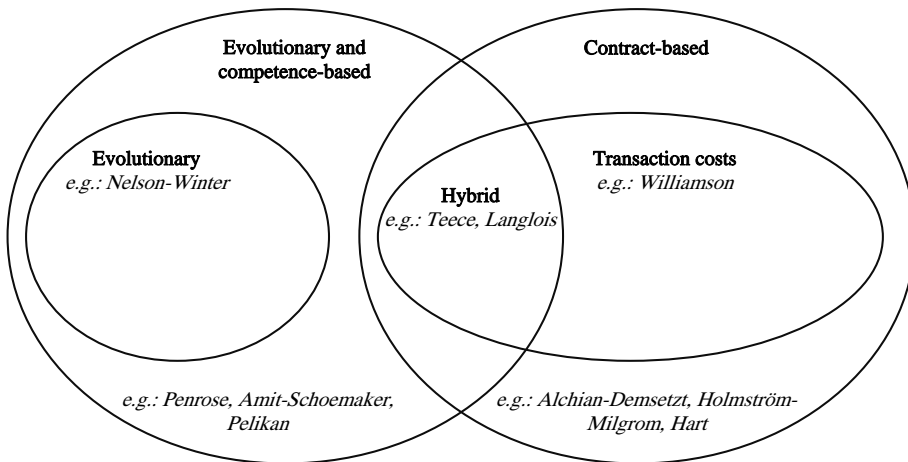 Evolutionary and
competence-based
Contract-based
Evolutionary
e.g.: Nelson-Winter
Transaction costs
e.g.: Williamson
Hybrid
e.g.: Teece, Langlois
e.g.: Penrose, Amit-Schoemaker,
Pelikan
e.g.: Alchian-Demsetzt, Holmström-
Milgrom, Hart